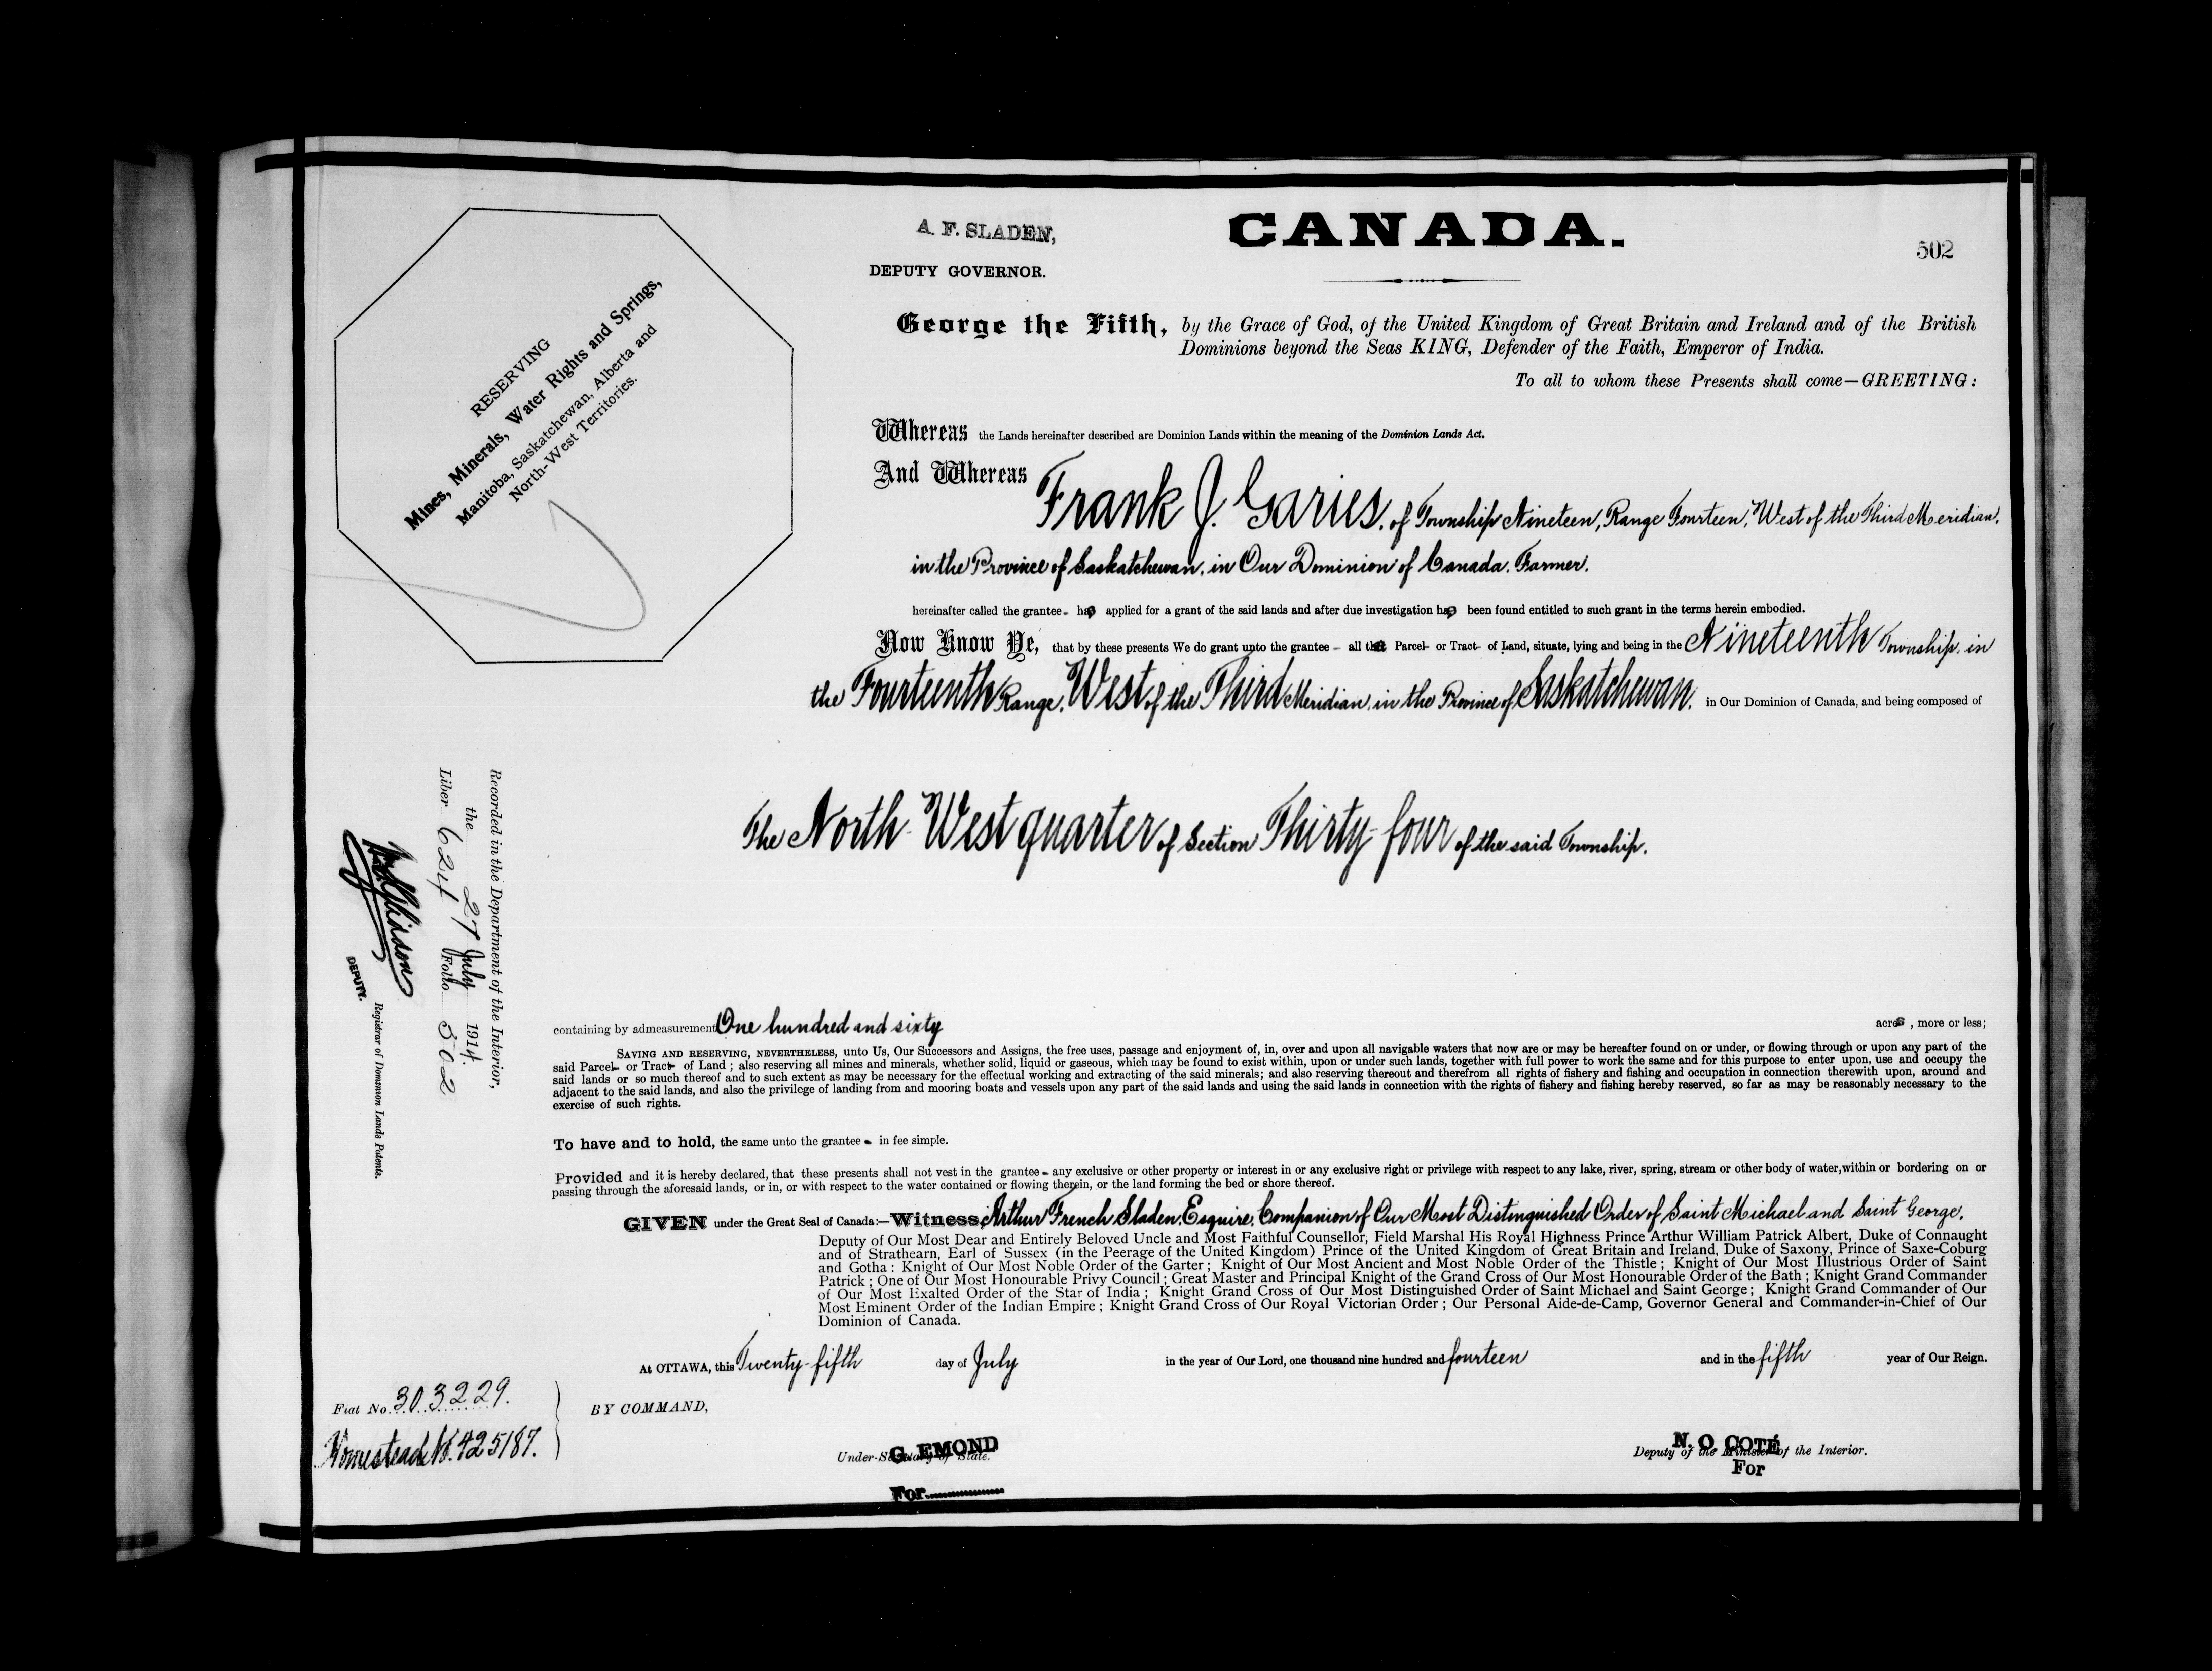 A. F. SLADEN,
DEPUTY GOVERNOR.
CANADA.
502
RESERVING
Mines, Minerals, Water Rights and Springs,
Manitoba, Saskatchewan, Alberta and
North-West Territories.
George the Fifth, by the Grace of God, of the United Kingdom of Great Britain and Ireland and of the British
Dominions beyond the Seas KING, Defender of the Faith, Emperor of India.
To all to whom these Presents shall come—GREETING:
Whereas the Lands hereinafter described are Dominion Lands within the meaning of the Dominion Lands Act.
And Whereas Frank J. Garies, of Township Nineteen, Range Fourteen, West of the Third Meridian,
in the Province of Saskatchewan, in Our Dominion of Canada, Farmer,
hereinafter called the grantee - has applied for a grant of the said lands and after due investigation has been found entitled to such grant in the terms herein embodied.
Now Know Ye, that by these presents We do grant unto the grantee - all that Parcel- or Tract- of Land, situate, lying and being in the Nineteenth Township, in
the Fourteenth Range, West of the Third Meridian, in the Province of Saskatchewan, in Our Dominion of Canada, and being composed of
The North-West quarter of Section Thirty-four of the said Township.
containing by admeasurement One hundred and sixty acres , more or less;
SAVING AND RESERVING, NEVERTHELESS, unto Us, Our Successors and Assigns, the free uses, passage and enjoyment of, in, over and upon all navigable waters that now are or may be hereafter found on or under, or flowing through or upon any part of the
said Parcel- or Tract- of Land ; also reserving all mines and minerals, whether solid, liquid or gaseous, which may be found to exist within, upon or under such lands, together with full power to work the same and for this purpose to enter upon, use and occupy the
said lands or so much thereof and to such extent as may be necessary for the effectual working and extracting of the said minerals; and also reserving thereout and therefrom all rights of fishery and fishing and occupation in connection therewith upon, around and
adjacent to the said lands, and also the privilege of landing from and mooring boats and vessels upon any part of the said lands and using the said lands in connection with the rights of fishery and fishing hereby reserved, so far as may be reasonably necessary to the
exercise of such rights.
To have and to hold, the same unto the grantee - in fee simple.
Provided and it is hereby declared, that these presents shall not vest in the grantee - any exclusive or other property or interest in or any exclusive right or privilege with respect to any lake, river, spring, stream or other body of water, within or bordering on or
passing through the aforesaid lands, or in, or with respect to the water contained or flowing therein, or the land forming the bed or shore thereof.
GIVEN under the Great Seal of Canada:—Witness, Arthur French Sladen, Esquire, Companion of Our Most Distinguished Order of Saint Michael and Saint George,
Deputy of Our Most Dear and Entirely Beloved Uncle and Most Faithful Counsellor, Field Marshal His Royal Highness Prince Arthur William Patrick Albert, Duke of Connaught
and of Strathearn, Earl of Sussex (in the Peerage of the United Kingdom) Prince of the United Kingdom of Great Britain and Ireland, Duke of Saxony, Prince of Saxe-Coburg
and Gotha : Knight of Our Most Noble Order of the Garter ; Knight of Our Most Ancient and Most Noble Order of the Thistle ; Knight of Our Most Illustrious Order of Saint
Patrick ; One of Our Most Honourable Privy Council ; Great Master and Principal Knight of the Grand Cross of Our Most Honourable Order of the Bath ; Knight Grand Commander
of Our Most Exalted Order of the Star of India ; Knight Grand Cross of Our Most Distinguished Order of Saint Michael and Saint George ; Knight Grand Commander of Our
Most Eminent Order of the Indian Empire ; Knight Grand Cross of Our Royal Victorian Order ; Our Personal Aide-de-Camp, Governor General and Commander-in-Chief of Our
Dominion of Canada.
At OTTAWA, this Twenty-fifth day of July in the year of Our Lord, one thousand nine hundred and fourteen and in the fifth year of Our Reign.
BY COMMAND,
G. EMOND
Under-Secretary of State.
For
N. O. COTÉ
Deputy of the Minister of the Interior.
For
Recorded in the Department of the Interior,
the 27 July 1914
Liber 624 Folio 502
DEPUTY.
Registrar of Dominion Lands Patents.
Fiat No. 303229.
Homestead No. 425187.